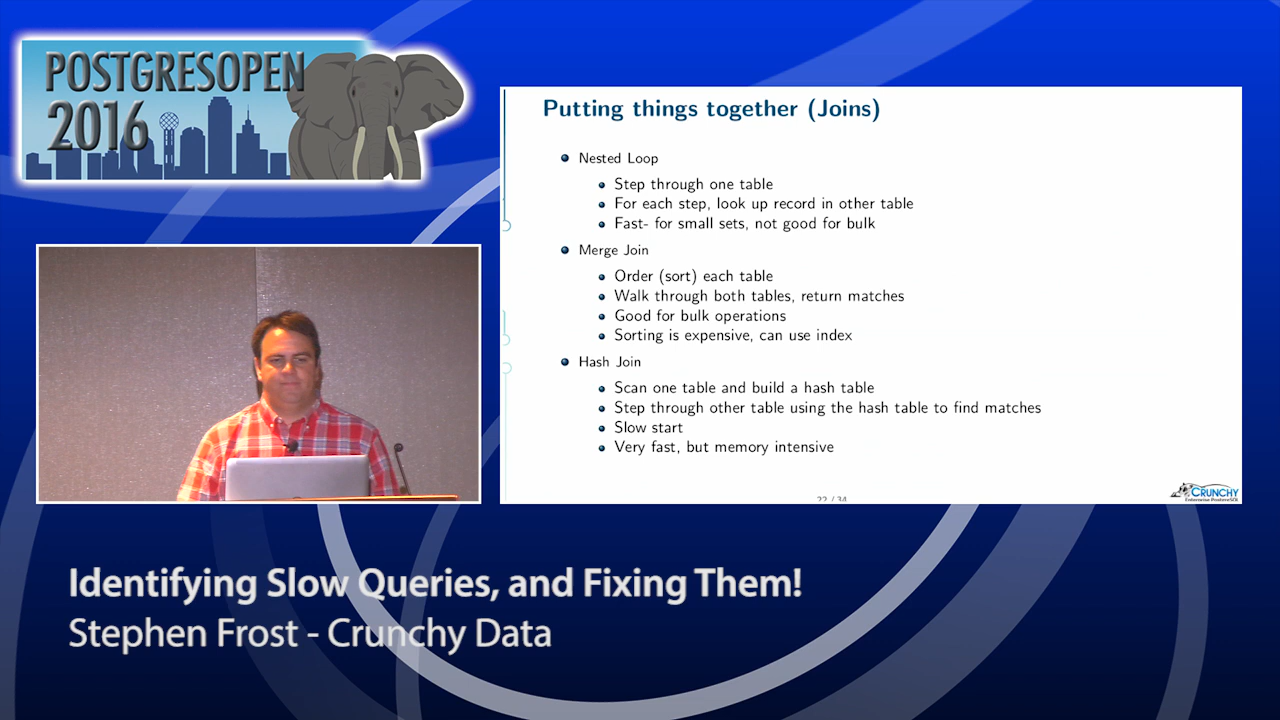 POSTGRESOPEN
2016
Putting things together (Joins)
Nested Loop
Step through one table
For each step, look up record in other table
Fast- for small sets, not good for bulk
Merge Join
Order (sort) each table
Walk through both tables, return matches
Good for bulk operations
Sorting is expensive, can use index
Hash Join
Scan one table and build a hash table
Step through other table using the hash table to find matches
Slow start
Very fast, but memory intensive
22 / 34
CRUNCHY
Enterprise PostgreSQL
Identifying Slow Queries, and Fixing Them!
Stephen Frost - Crunchy Data